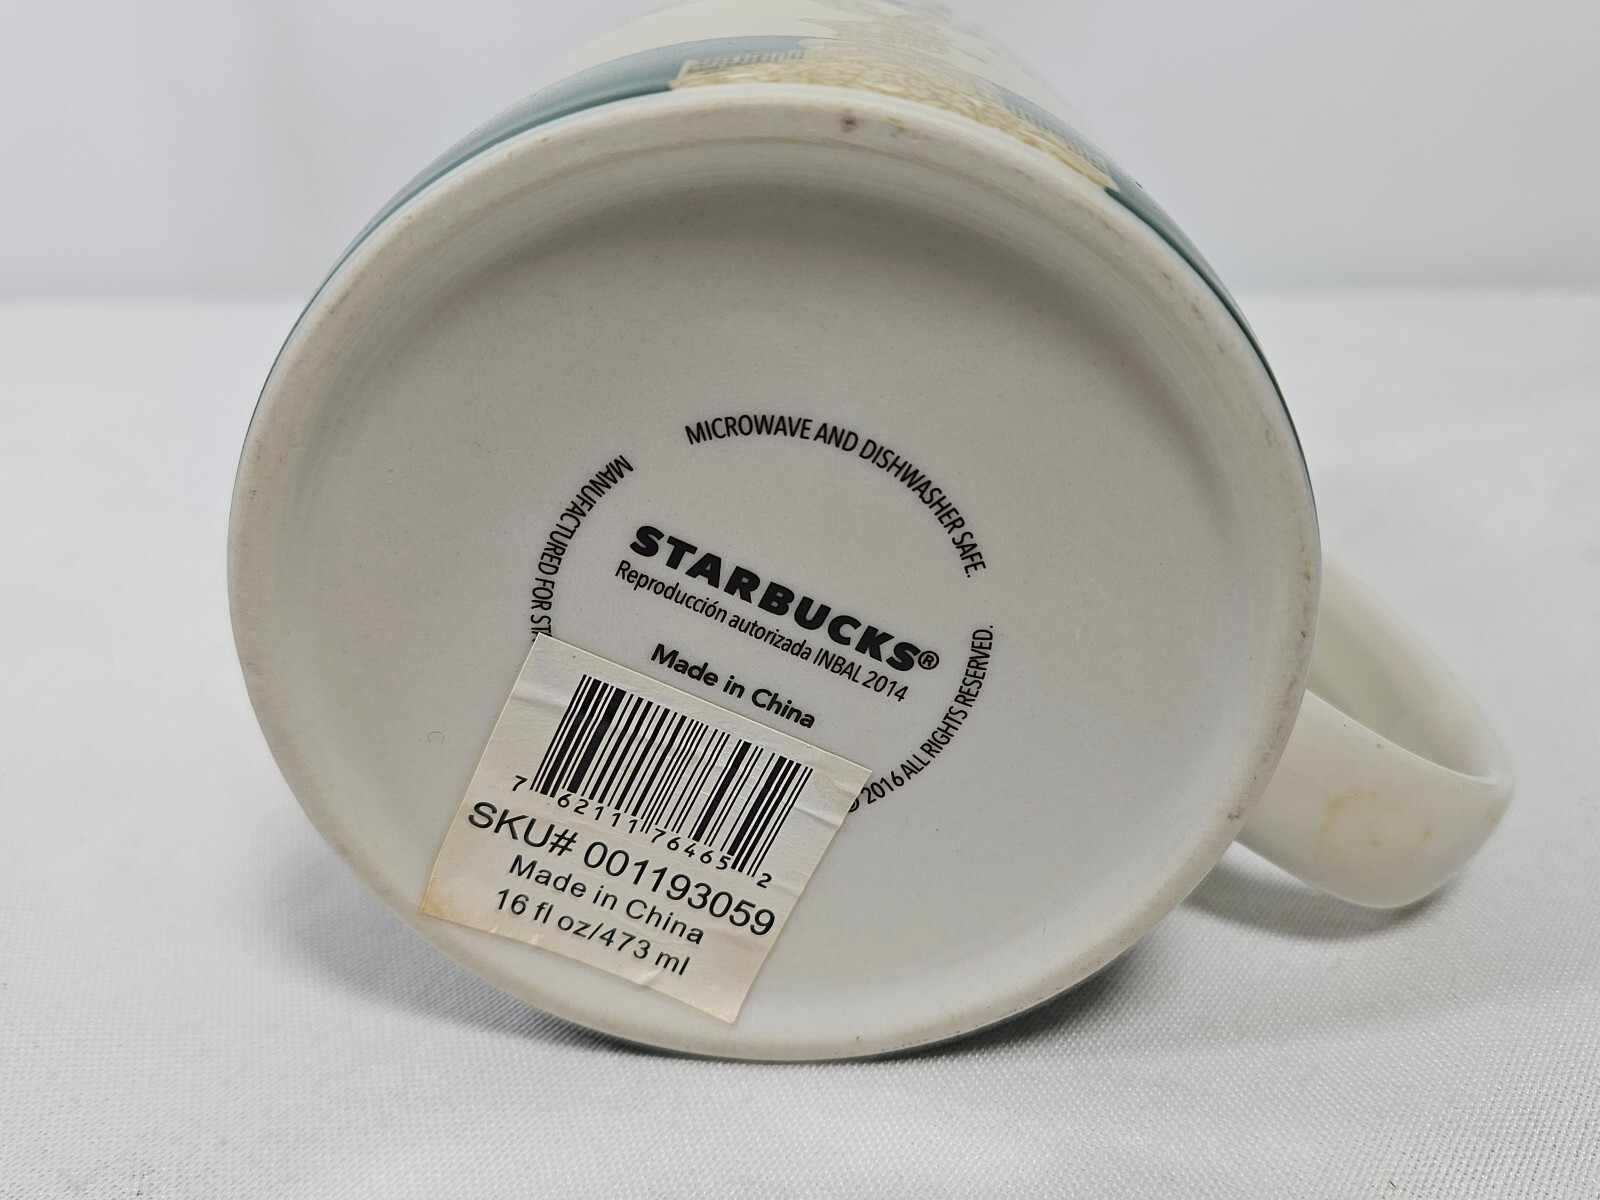 MICROWAVE AND DISHWASHER SAFE.
MANUFACTURED FOR
STARBUCKS®
Reproducción autorizada INBAL 2014
Made in China
2016 ALL RIGHTS RESERVED.
7 62111 76465 2
SKU# 001193059
Made in China
16 fl oz/473 ml